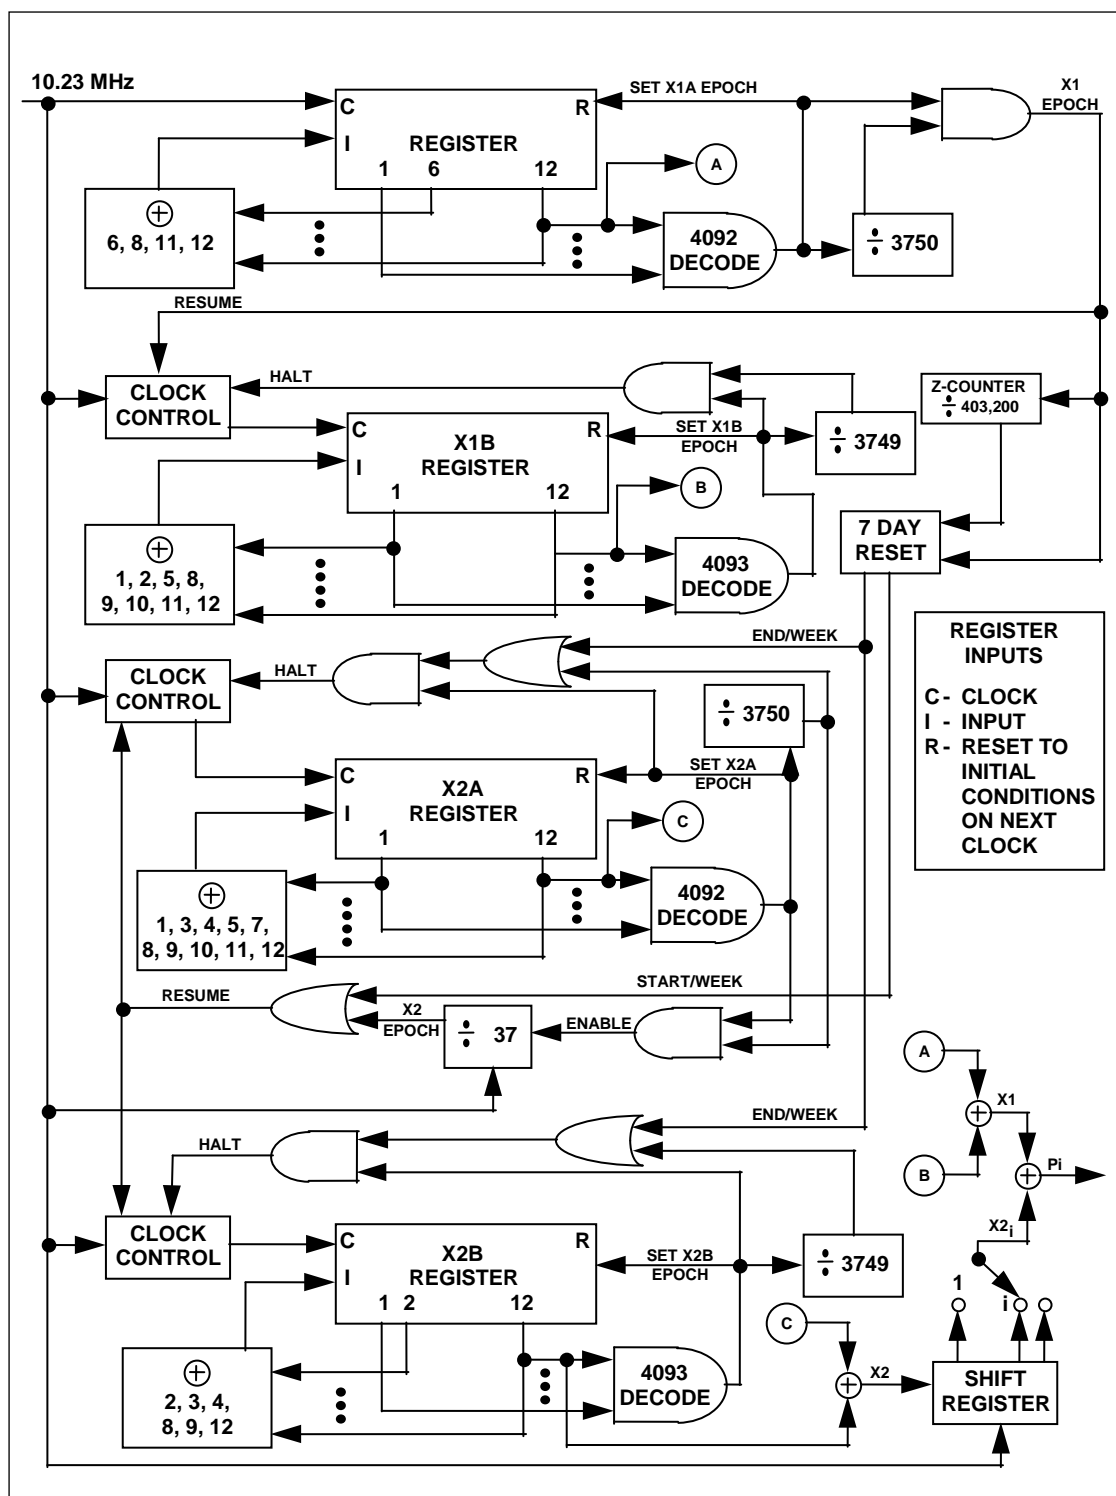 10.23 MHz
C
R
SET X1A EPOCH
X1
EPOCH
I
REGISTER
1
6
12
A
6, 8, 11, 12
4092
DECODE
÷ 3750
RESUME
CLOCK
CONTROL
HALT
Z-COUNTER
÷ 403,200
C
R
SET X1B
EPOCH
÷ 3749
X1B
REGISTER
I
1
12
B
1, 2, 5, 8,
9, 10, 11, 12
4093
DECODE
7 DAY
RESET
END/WEEK
CLOCK
CONTROL
HALT
÷ 3750
REGISTER
INPUTS
C - CLOCK
I - INPUT
R - RESET TO
INITIAL
CONDITIONS
ON NEXT
CLOCK
C
R
SET X2A
EPOCH
X2A
REGISTER
I
1
12
C
1, 3, 4, 5, 7,
8, 9, 10, 11, 12
4092
DECODE
RESUME
START/WEEK
X2
EPOCH
÷ 37
ENABLE
A
X1
END/WEEK
HALT
B
Pi
X2i
CLOCK
CONTROL
C
R
SET X2B
EPOCH
÷ 3749
X2B
REGISTER
I
1
2
12
1
i
C
2, 3, 4,
8, 9, 12
4093
DECODE
X2
SHIFT
REGISTER